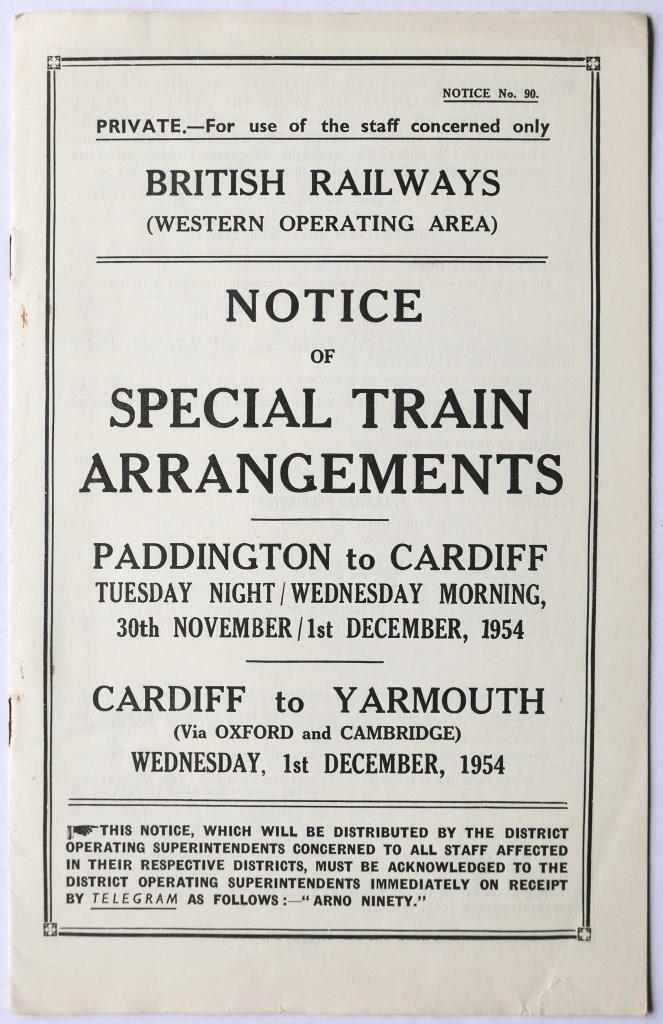 NOTICE No. 90.
PRIVATE.—For use of the staff concerned only
BRITISH RAILWAYS
(WESTERN OPERATING AREA)
NOTICE
OF
SPECIAL TRAIN
ARRANGEMENTS
PADDINGTON to CARDIFF
TUESDAY NIGHT/WEDNESDAY MORNING,
30th NOVEMBER/1st DECEMBER, 1954
CARDIFF to YARMOUTH
(Via OXFORD and CAMBRIDGE)
WEDNESDAY, 1st DECEMBER, 1954
THIS NOTICE, WHICH WILL BE DISTRIBUTED BY THE DISTRICT
OPERATING SUPERINTENDENTS CONCERNED TO ALL STAFF AFFECTED
IN THEIR RESPECTIVE DISTRICTS, MUST BE ACKNOWLEDGED TO THE
DISTRICT OPERATING SUPERINTENDENTS IMMEDIATELY ON RECEIPT
BY TELEGRAM AS FOLLOWS:—"ARNO NINETY."